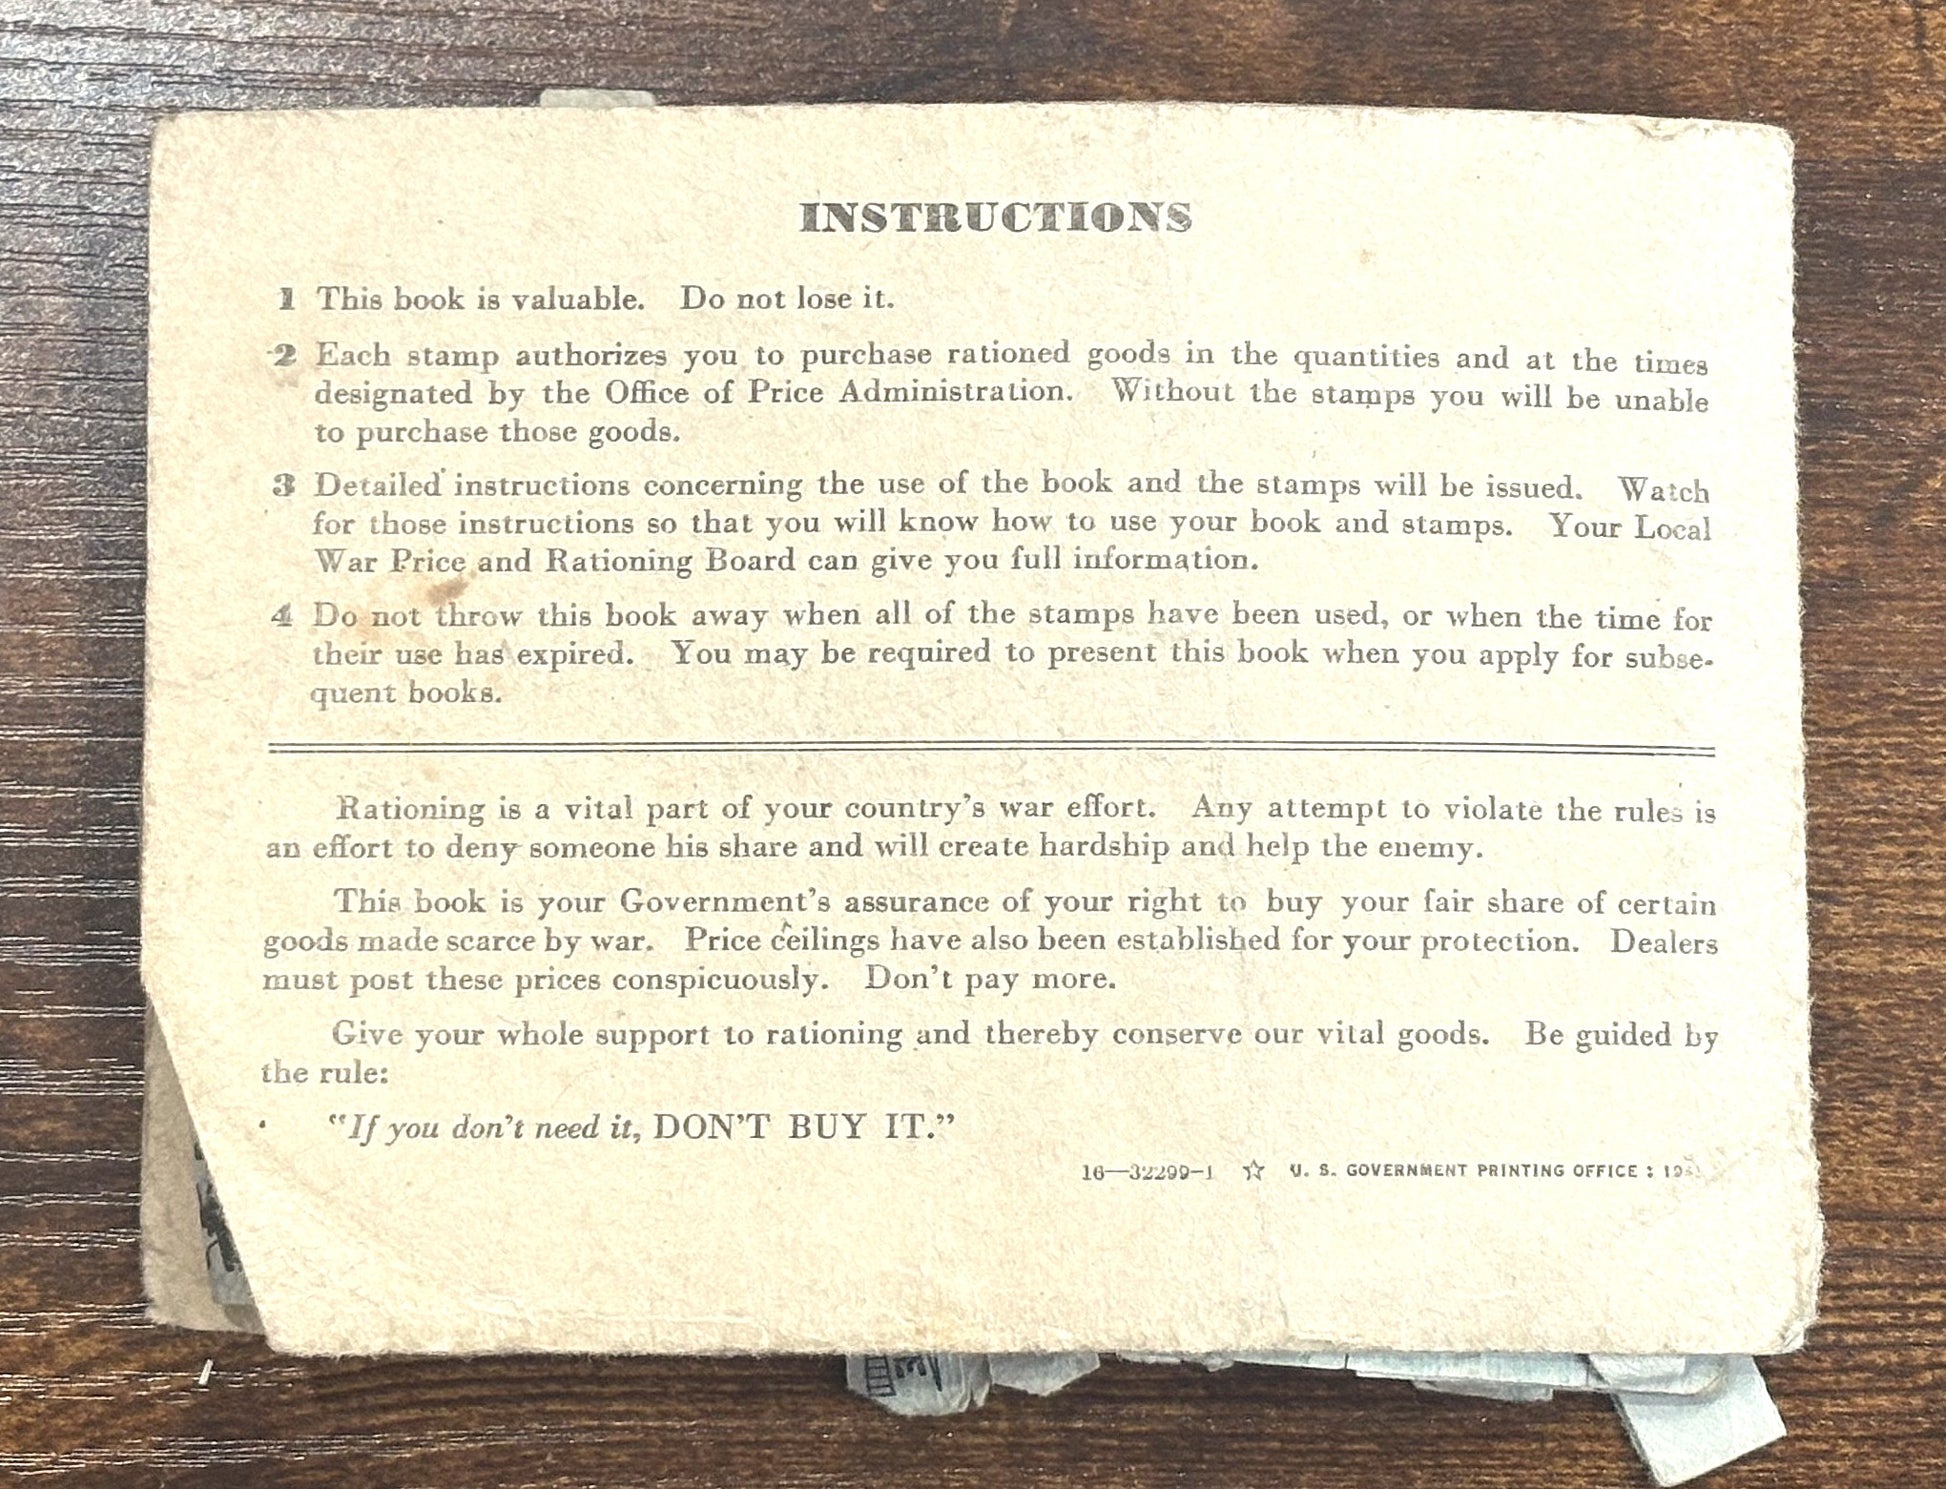 INSTRUCTIONS
1 This book is valuable. Do not lose it.
2 Each stamp authorizes you to purchase rationed goods in the quantities and at the times
designated by the Office of Price Administration. Without the stamps you will be unable
to purchase those goods.
3 Detailed instructions concerning the use of the book and the stamps will be issued. Watch
for those instructions so that you will know how to use your book and stamps. Your Local
War Price and Rationing Board can give you full information.
4 Do not throw this book away when all of the stamps have been used, or when the time for
their use has expired. You may be required to present this book when you apply for subse-
quent books.
Rationing is a vital part of your country's war effort. Any attempt to violate the rules is
an effort to deny someone his share and will create hardship and help the enemy.
This book is your Government's assurance of your right to buy your fair share of certain
goods made scarce by war. Price ceilings have also been established for your protection. Dealers
must post these prices conspicuously. Don't pay more.
Give your whole support to rationing and thereby conserve our vital goods. Be guided by
the rule:
"If you don't need it, DON'T BUY IT."
16—32299-1 ☆ U. S. GOVERNMENT PRINTING OFFICE :